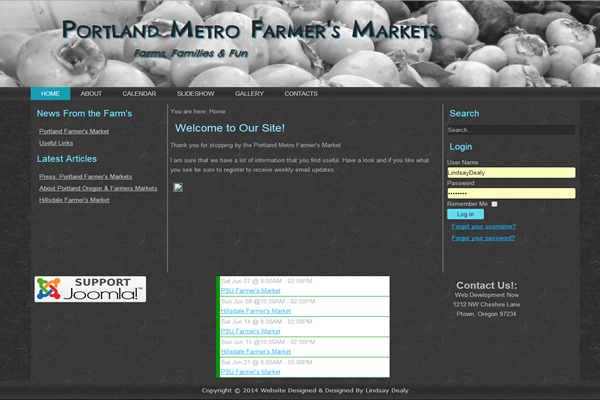 Portland Metro Farmer's Markets
Farms, Families & Fun
HOME ABOUT CALENDAR SLIDESHOW GALLERY CONTACTS
News From the Farm's
Portland Farmer's Market
Useful Links
Latest Articles
Press: Portland Farmer's Markets
About Portland Oregon & Farmers Markets
Hillsdale Farmer's Market
You are here: Home
Welcome to Our Site!
Thank you for stopping by the Portland Metro Farmer's Market
I am sure that we have a lot of information that you find useful. Have a look and if you like what
you see be sure to register to receive weekly email updates.
Search
Search...
Login
User Name
LindsayDealy
Password
••••••••
Remember Me
Log in
Forgot your username?
Forgot your password?
SUPPORT
Joomla!™
Sat Jun 07 @ 8:00AM - 02:00PM
PSU Farmer's Market
Sun Jun 08 @10:00AM - 02:00PM
Hillsdale Farmer's Market
Sat Jun 14 @ 8:00AM - 02:00PM
PSU Farmer's Market
Sun Jun 15 @10:00AM - 02:00PM
Hillsdale Farmer's Market
Sat Jun 21 @ 8:00AM - 02:00PM
PSU Farmer's Market
Contact Us!:
Web Development Now
1212 NW Cheshire Lane
Ptown, Oregon 97234
Copyright © 2014 Website Designed & Designed By Lindsay Dealy